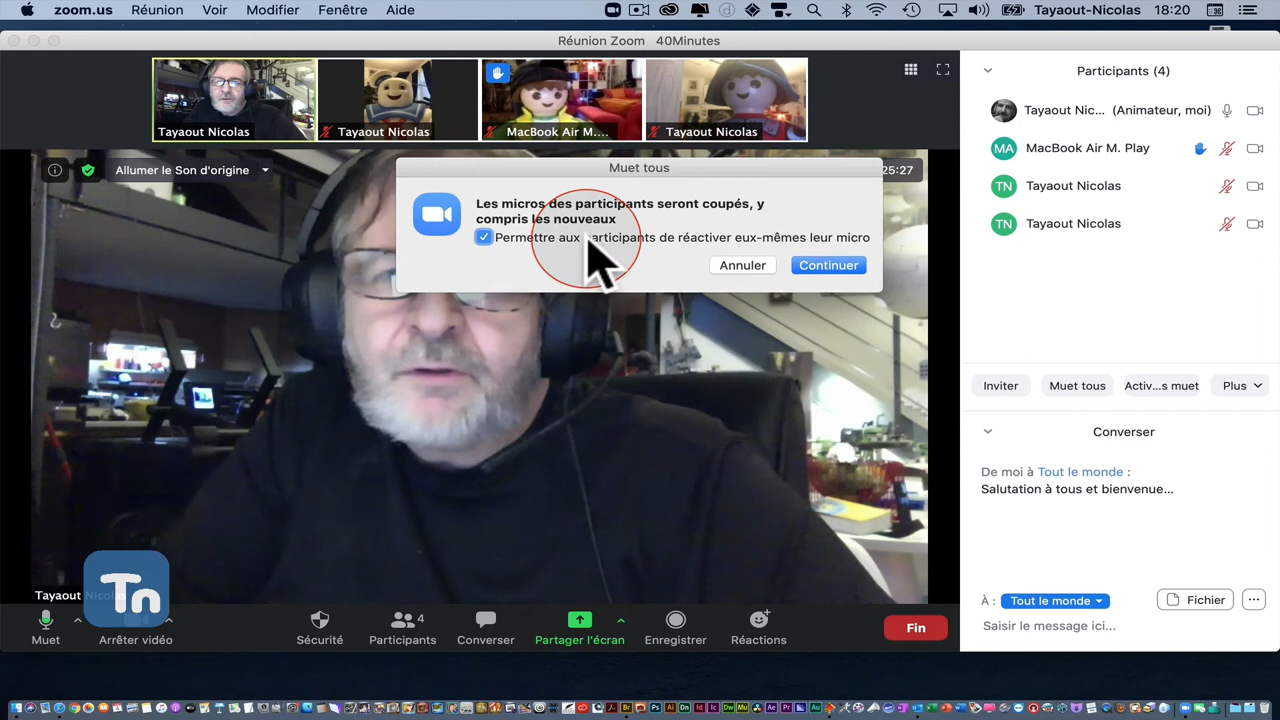 zoom.us Réunion Voir Modifier Fenêtre Aide
Tayaout-Nicolas 18:20
Réunion Zoom 40Minutes
Tayaout Nicolas
Tayaout Nicolas
MacBook Air M....
Tayaout Nicolas
Allumer le Son d'origine
25:27
Muet tous
Les micros des participants seront coupés, y
compris les nouveaux
Permettre aux participants de réactiver eux-mêmes leur micro
Annuler
Continuer
Participants (4)
Tayaout Nic... (Animateur, moi)
MA MacBook Air M. Play
TN Tayaout Nicolas
TN Tayaout Nicolas
Inviter
Muet tous
Activ...s muet
Plus
Converser
De moi à Tout le monde :
Salutation à tous et bienvenue...
À : Tout le monde
Fichier
Saisir le message ici...
Tayaout
Tn
Muet
Arrêter vidéo
Sécurité
4
Participants
Converser
Partager l'écran
Enregistrer
Réactions
Fin